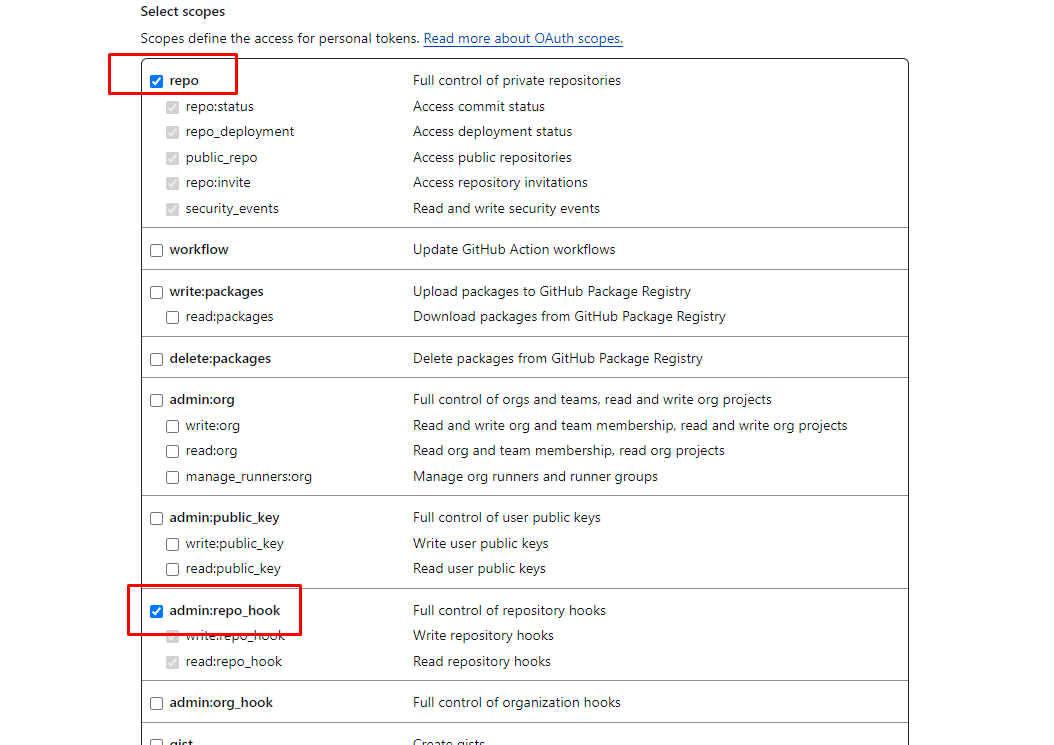 Select scopes
Scopes define the access for personal tokens. Read more about OAuth scopes.
repo Full control of private repositories
repo:status Access commit status
repo_deployment Access deployment status
public_repo Access public repositories
repo:invite Access repository invitations
security_events Read and write security events
workflow Update GitHub Action workflows
write:packages Upload packages to GitHub Package Registry
read:packages Download packages from GitHub Package Registry
delete:packages Delete packages from GitHub Package Registry
admin:org Full control of orgs and teams, read and write org projects
write:org Read and write org and team membership, read and write org projects
read:org Read org and team membership, read org projects
manage_runners:org Manage org runners and runner groups
admin:public_key Full control of user public keys
write:public_key Write user public keys
read:public_key Read user public keys
admin:repo_hook Full control of repository hooks
write:repo_hook Write repository hooks
read:repo_hook Read repository hooks
admin:org_hook Full control of organization hooks
gist Create gists